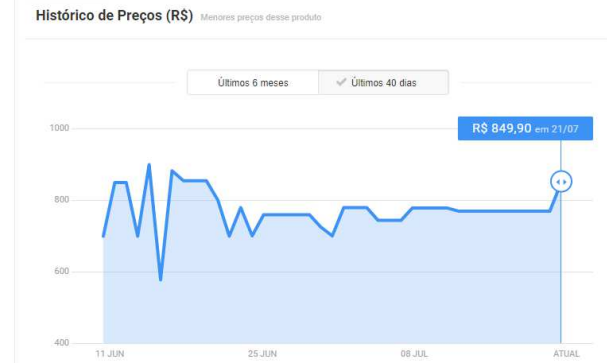 Histórico de Preços (R$) Menores preços desse produto
Últimos 6 meses Últimos 40 dias
1000
R$ 849,90 em 21/07
800
600
400
11 JUN 25 JUN 08 JUL ATUAL